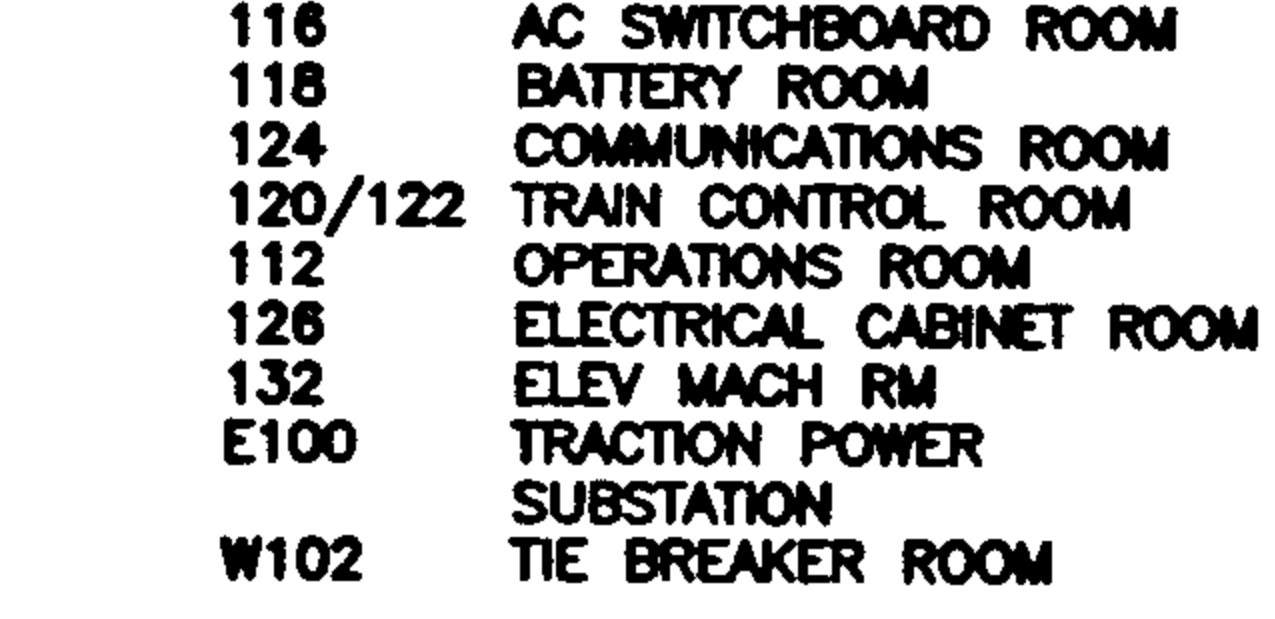 116 AC SWITCHBOARD ROOM
118 BATTERY ROOM
124 COMMUNICATIONS ROOM
120/122 TRAIN CONTROL ROOM
112 OPERATIONS ROOM
126 ELECTRICAL CABINET ROOM
132 ELEV MACH RM
E100 TRACTION POWER
SUBSTATION
W102 TIE BREAKER ROOM